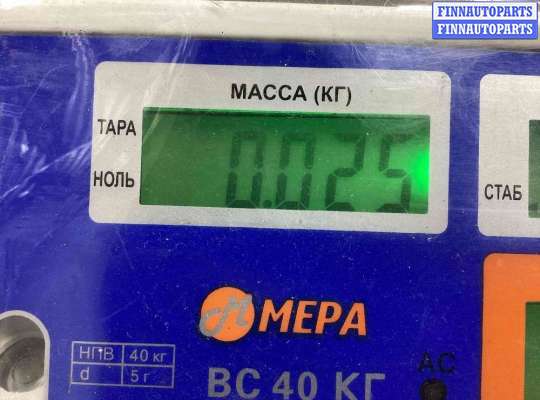 FINNAUTOPARTS
FINNAUTOPARTS
МАССА (КГ)
ТАРА
0.025
НОЛЬ
СТАБ
М МЕРА
НПВ 40 кг
d 5 г
ВС 40 КГ
АС